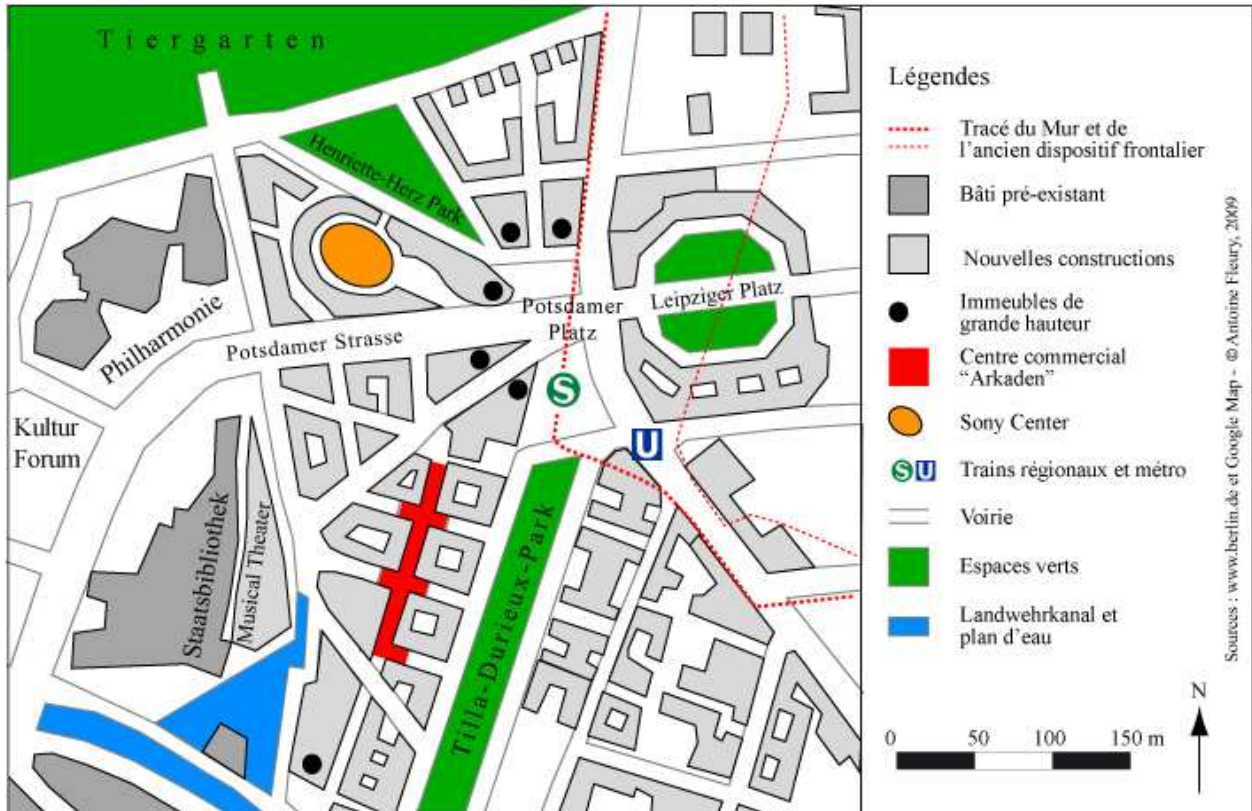 Tiergarten
Henriette-Herz Park
Philharmonie
Potsdamer Strasse
Potsdamer
Platz
Leipziger Platz
S
U
Kultur
Forum
Staatsbibliothek
Musical Theater
Tilla-Durieux-Park
Légendes
Tracé du Mur et de
l'ancien dispositif frontalier
Bâti pré-existant
Nouvelles constructions
Immeubles de
grande hauteur
Centre commercial
"Arkaden"
Sony Center
S U Trains régionaux et métro
Voirie
Espaces verts
Landwehrkanal et
plan d'eau
N
0 50 100 150 m
Sources : www.berlin.de et Google Map - © Antoine Fleury, 2009